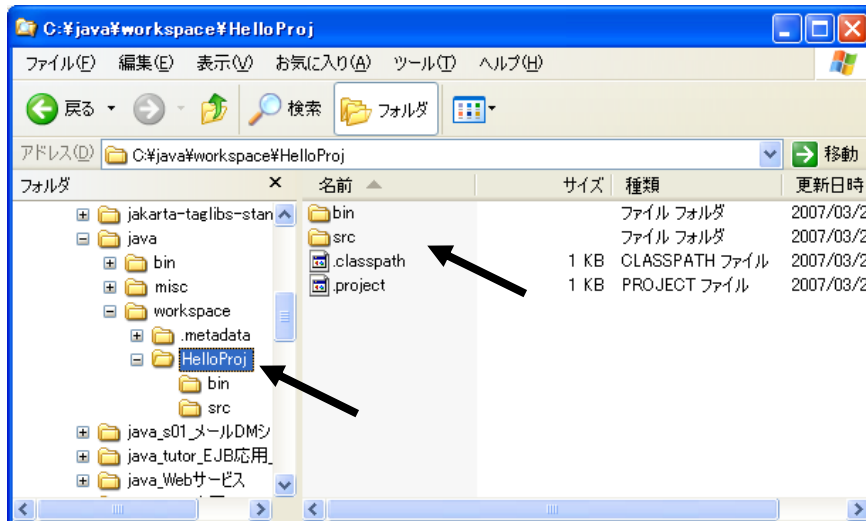 C:¥java¥workspace¥HelloProj
ファイル(F) 編集(E) 表示(V) お気に入り(A) ツール(T) ヘルプ(H)
戻る 検索 フォルダ
アドレス(D) C:¥java¥workspace¥HelloProj 移動
フォルダ × 名前 サイズ 種類 更新日時
jakarta-taglibs-stan bin ファイル フォルダ 2007/03/2
java src ファイル フォルダ 2007/03/2
bin .classpath 1 KB CLASSPATH ファイル 2007/03/2
misc .project 1 KB PROJECT ファイル 2007/03/2
workspace
.metadata
HelloProj
bin
src
java_s01_メールDMシ
java_tutor_EJB応用_
java_Webサービス